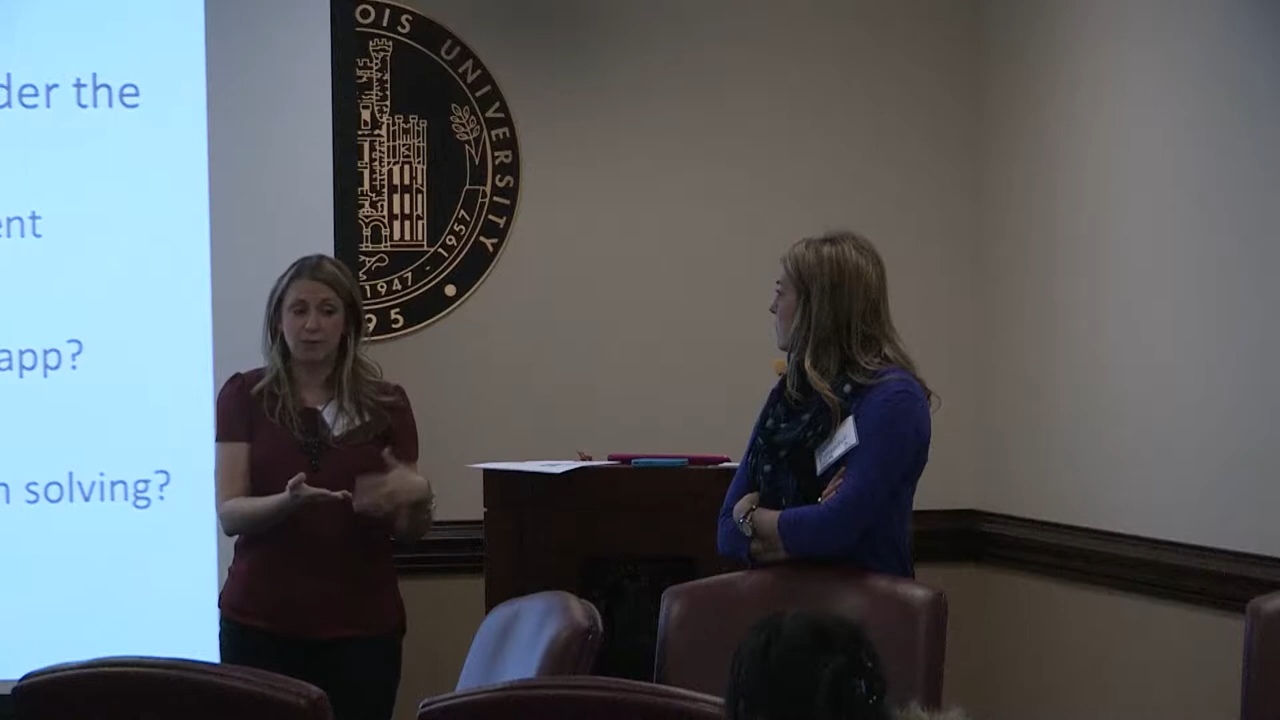 der the
ent
app?
n solving?
OIS UNIVERSITY
1947 - 1957
95